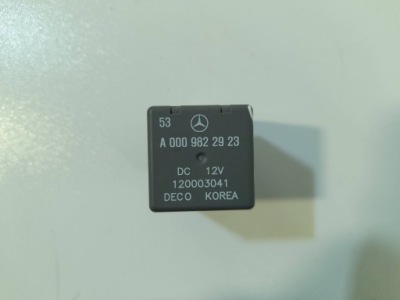 53
A 000 982 29 23
DC 12V
120003041
DECO KOREA